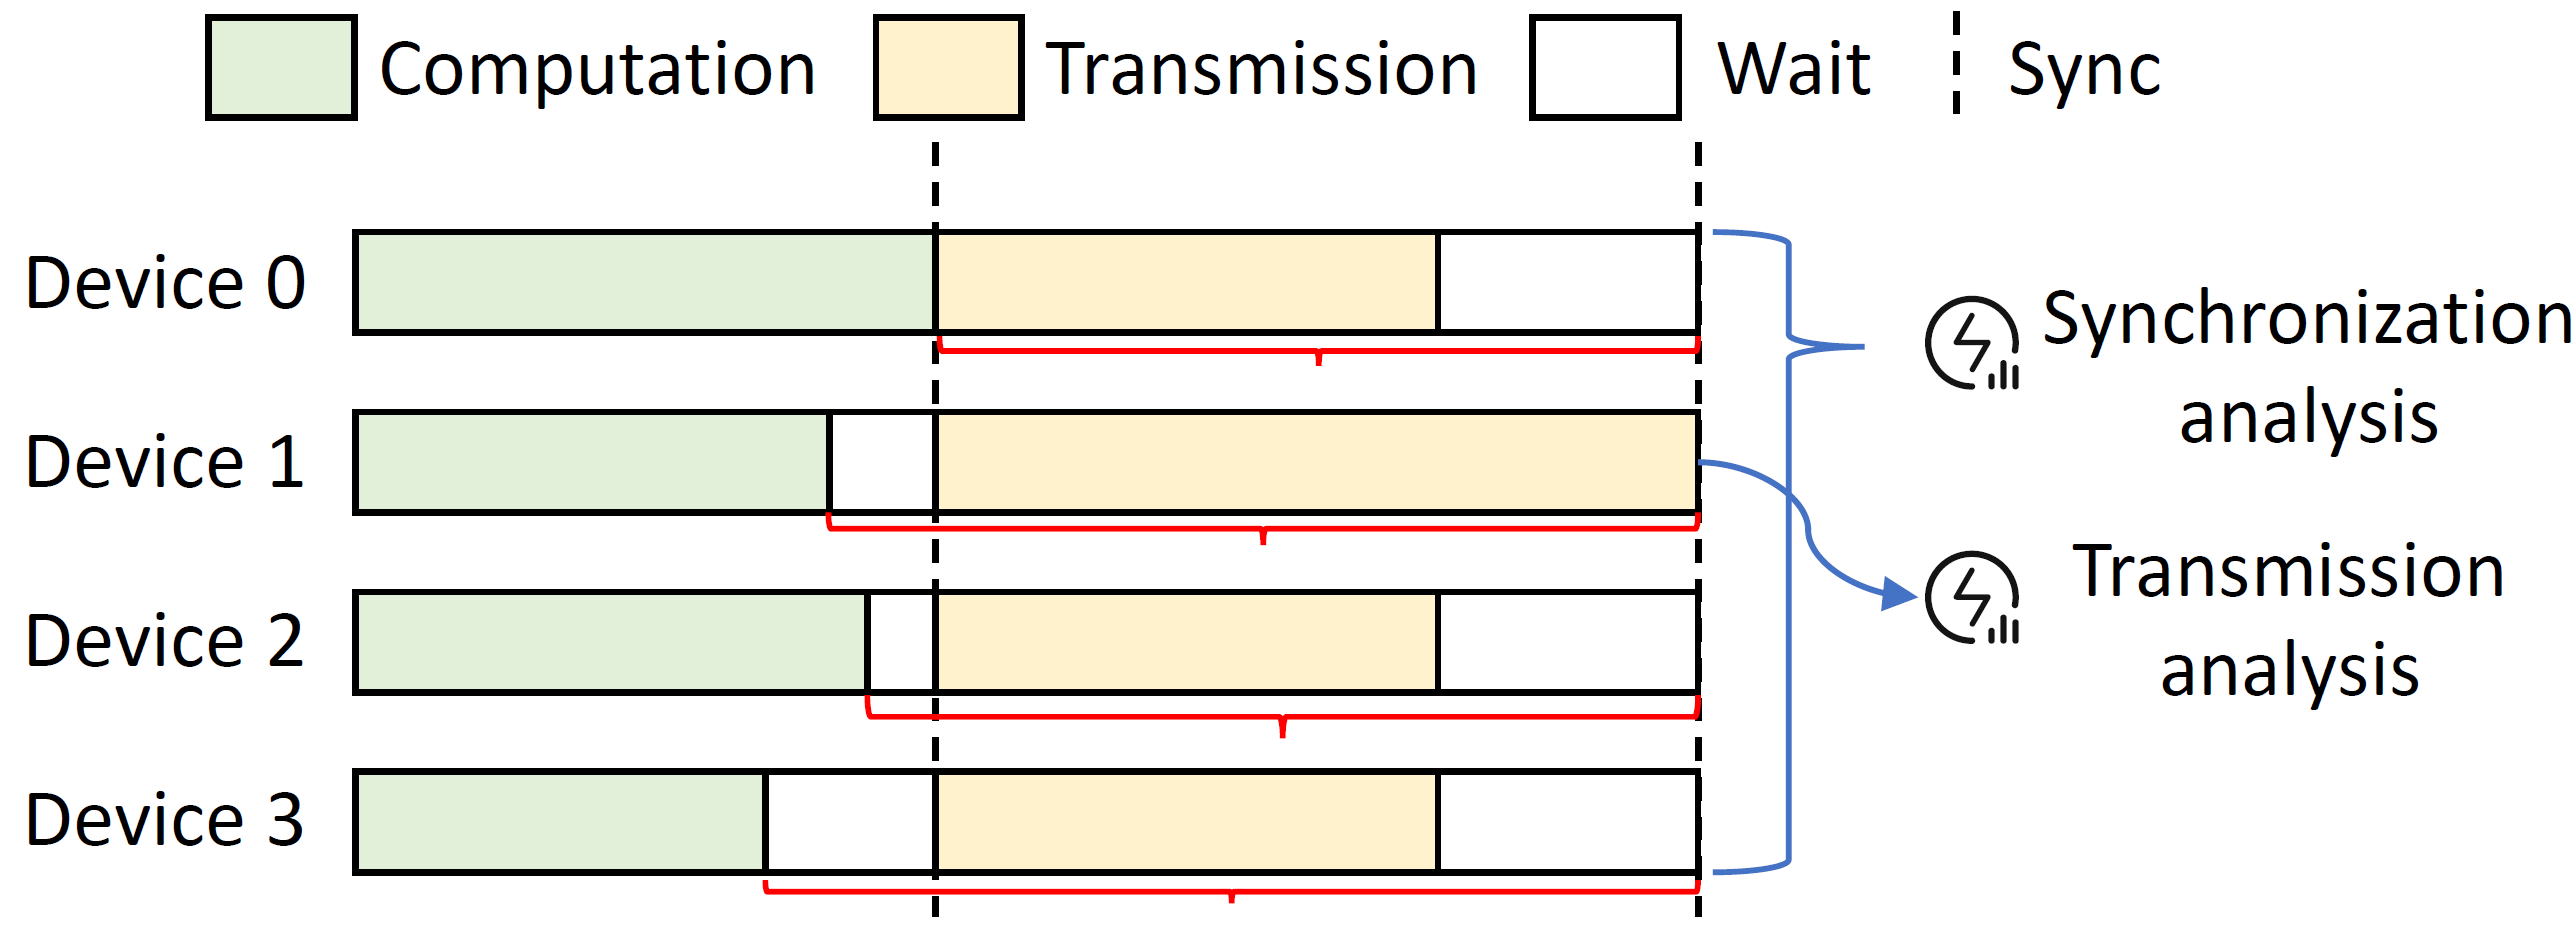 Computation
Transmission
Wait
Sync
Device 0
Device 1
Device 2
Device 3
Synchronization
analysis
Transmission
analysis